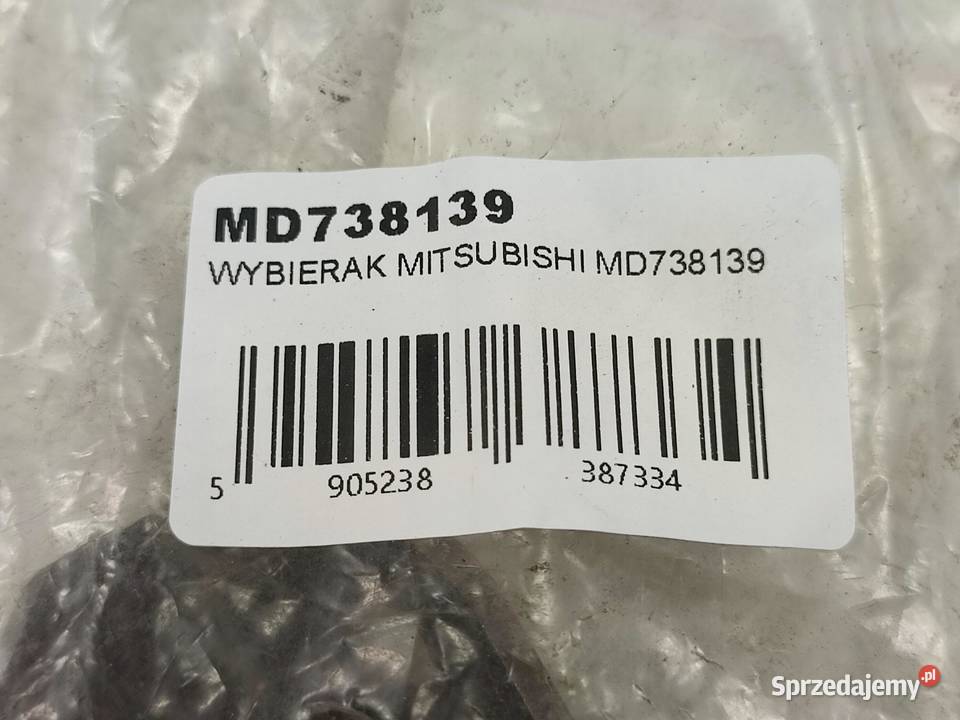 MD738139
WYBIERAK MITSUBISHI MD738139
5 905238 387334
Sprzedajemy.pl